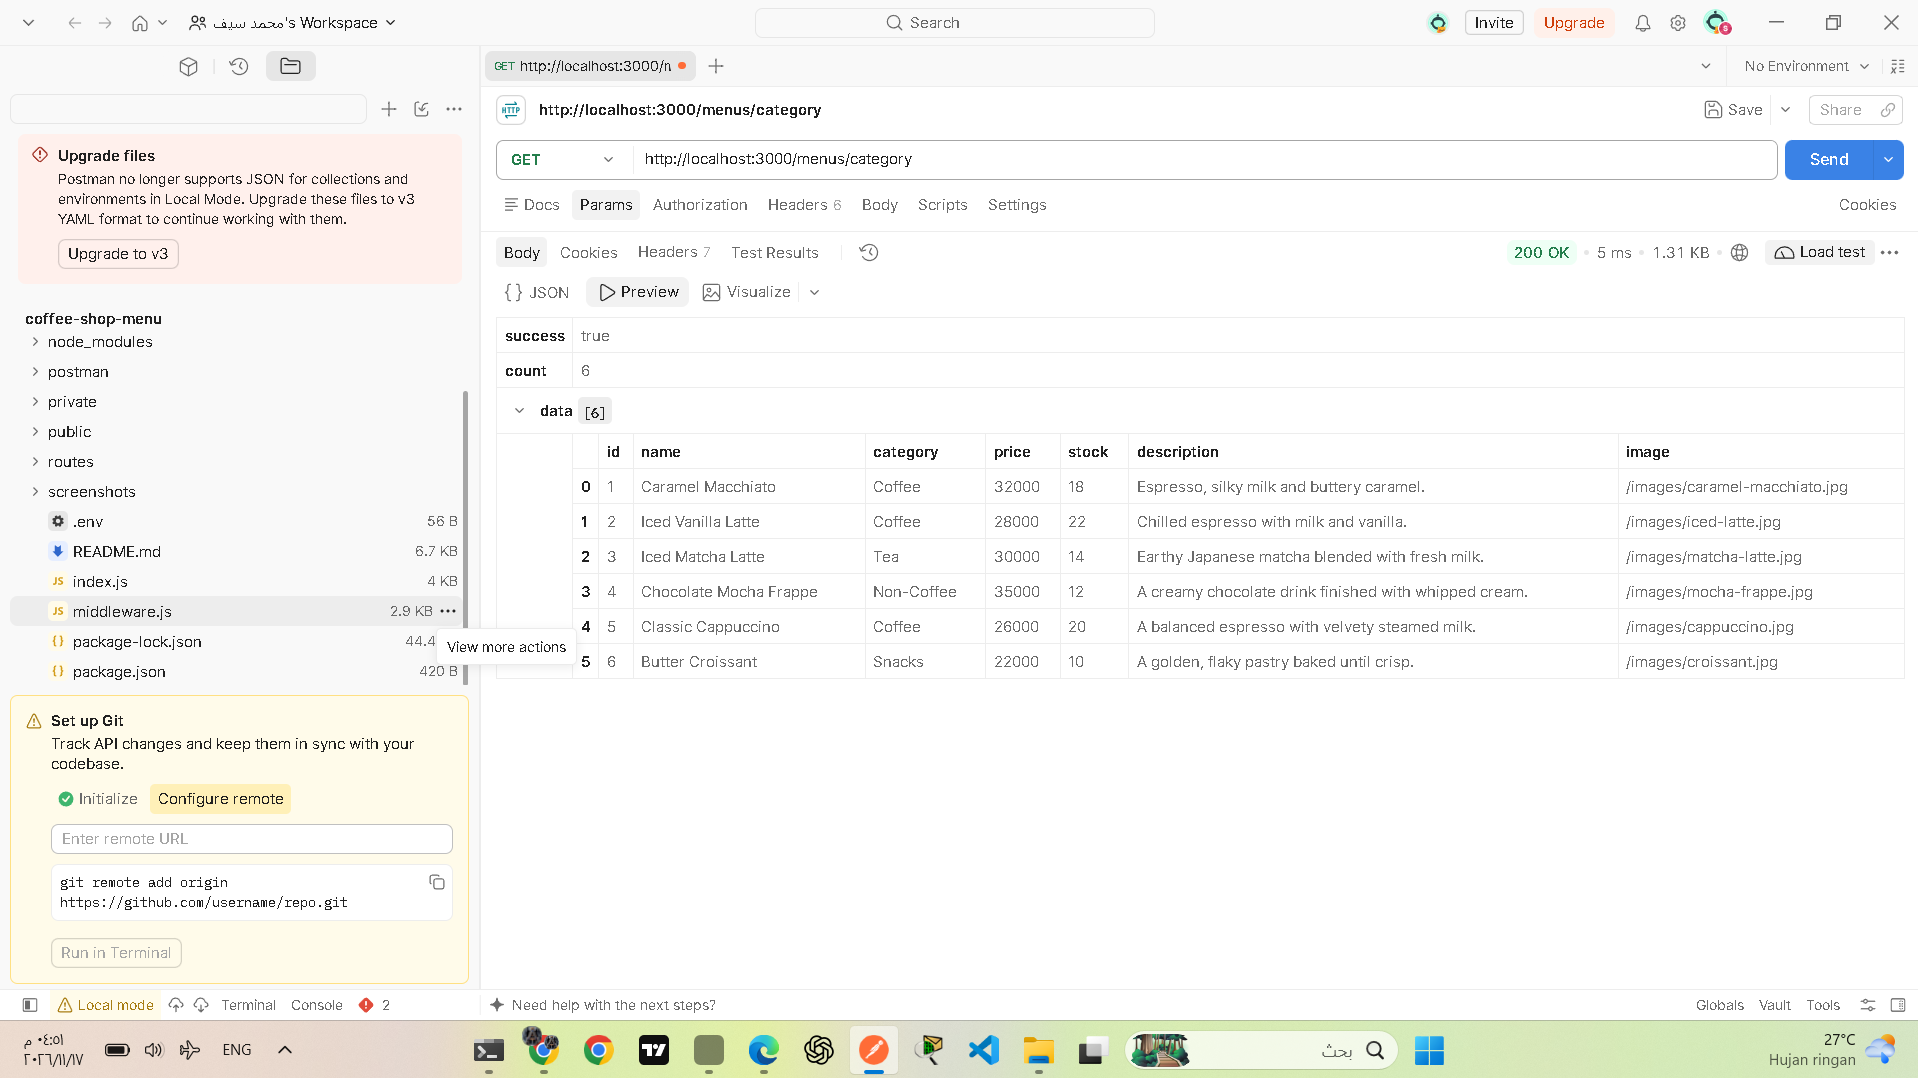 محمد سيف's Workspace
Search
Invite
Upgrade
GET http://localhost:3000/n
No Environment
Upgrade files
Postman no longer supports JSON for collections and
environments in Local Mode. Upgrade these files to v3
YAML format to continue working with them.
Upgrade to v3
coffee-shop-menu
node_modules
postman
private
public
routes
screenshots
.env 56 B
README.md 6.7 KB
JS index.js 4 KB
JS middleware.js 2.9 KB
{} package-lock.json 44.4
{} package.json 420 B
View more actions
Set up Git
Track API changes and keep them in sync with your
codebase.
Initialize Configure remote
Enter remote URL
git remote add origin
https://github.com/username/repo.git
Run in Terminal
HTTP http://localhost:3000/menus/category
Save Share
GET http://localhost:3000/menus/category Send
Docs Params Authorization Headers 6 Body Scripts Settings Cookies
Body Cookies Headers 7 Test Results 200 OK 5 ms 1.31 KB Load test
{} JSON Preview Visualize
success true
count 6
data [6]
id name category price stock description image
0 1 Caramel Macchiato Coffee 32000 18 Espresso, silky milk and buttery caramel. /images/caramel-macchiato.jpg
1 2 Iced Vanilla Latte Coffee 28000 22 Chilled espresso with milk and vanilla. /images/iced-latte.jpg
2 3 Iced Matcha Latte Tea 30000 14 Earthy Japanese matcha blended with fresh milk. /images/matcha-latte.jpg
3 4 Chocolate Mocha Frappe Non-Coffee 35000 12 A creamy chocolate drink finished with whipped cream. /images/mocha-frappe.jpg
4 5 Classic Cappuccino Coffee 26000 20 A balanced espresso with velvety steamed milk. /images/cappuccino.jpg
5 6 Butter Croissant Snacks 22000 10 A golden, flaky pastry baked until crisp. /images/croissant.jpg
Local mode Terminal Console 2
Need help with the next steps?
Globals Vault Tools
٠٤:٥١ م
ENG
بحث
27°C
Hujan ringan